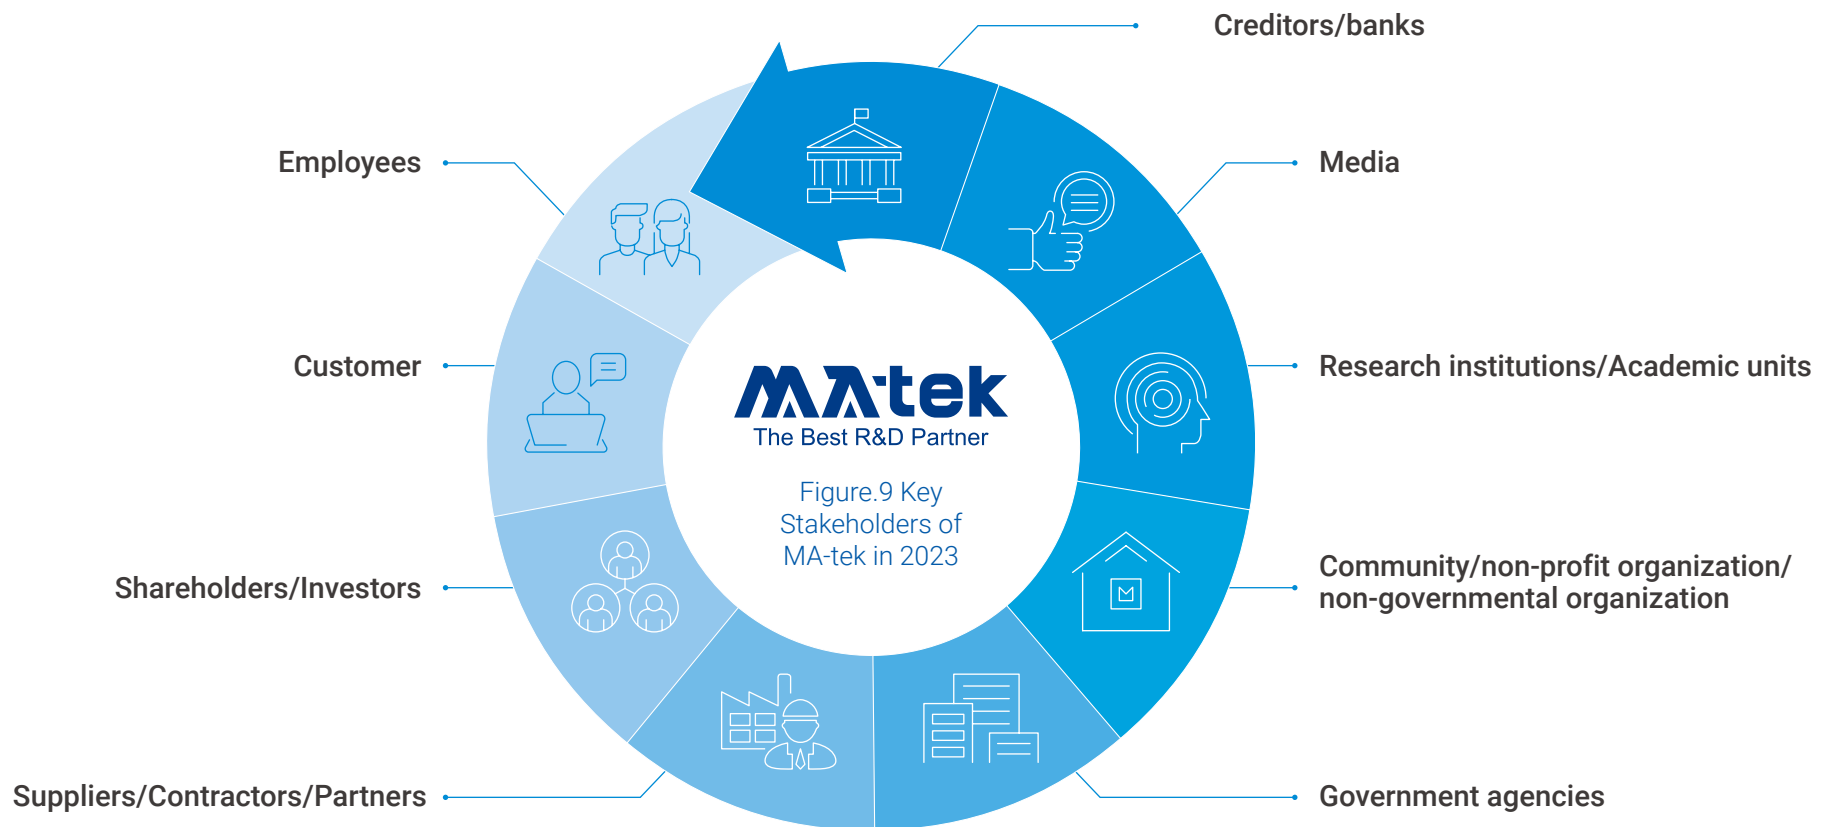 Creditors/banks
Employees
Media
Customer
Research institutions/Academic units
MA-tek
The Best R&D Partner
Figure.9 Key
Stakeholders of
MA-tek in 2023
Shareholders/Investors
Community/non-profit organization/
non-governmental organization
Suppliers/Contractors/Partners
Government agencies